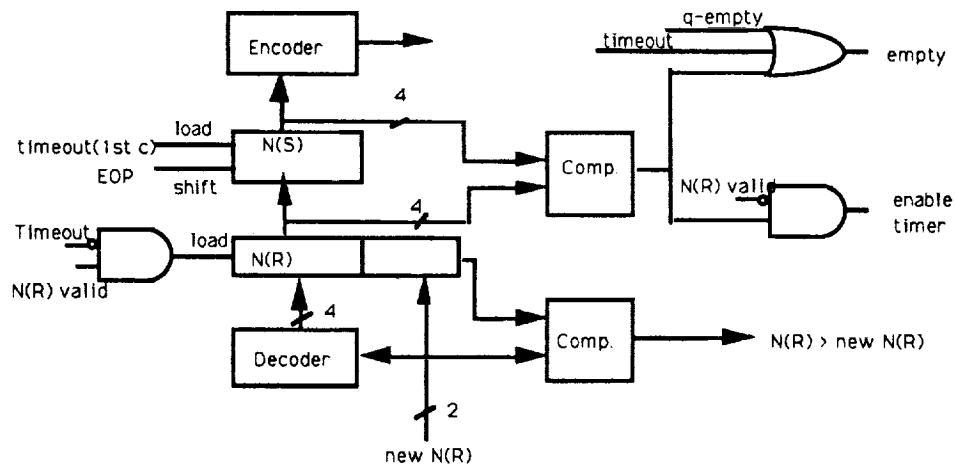 q-empty
Encoder
timeout
empty
4
load
timeout(1st c)
N(S)
EOP
shift
Comp.
N(R) valid
4
enable
timer
Timeout
load
N(R)
N(R) valid
4
Decoder
Comp.
N(R) > new N(R)
2
new N(R)